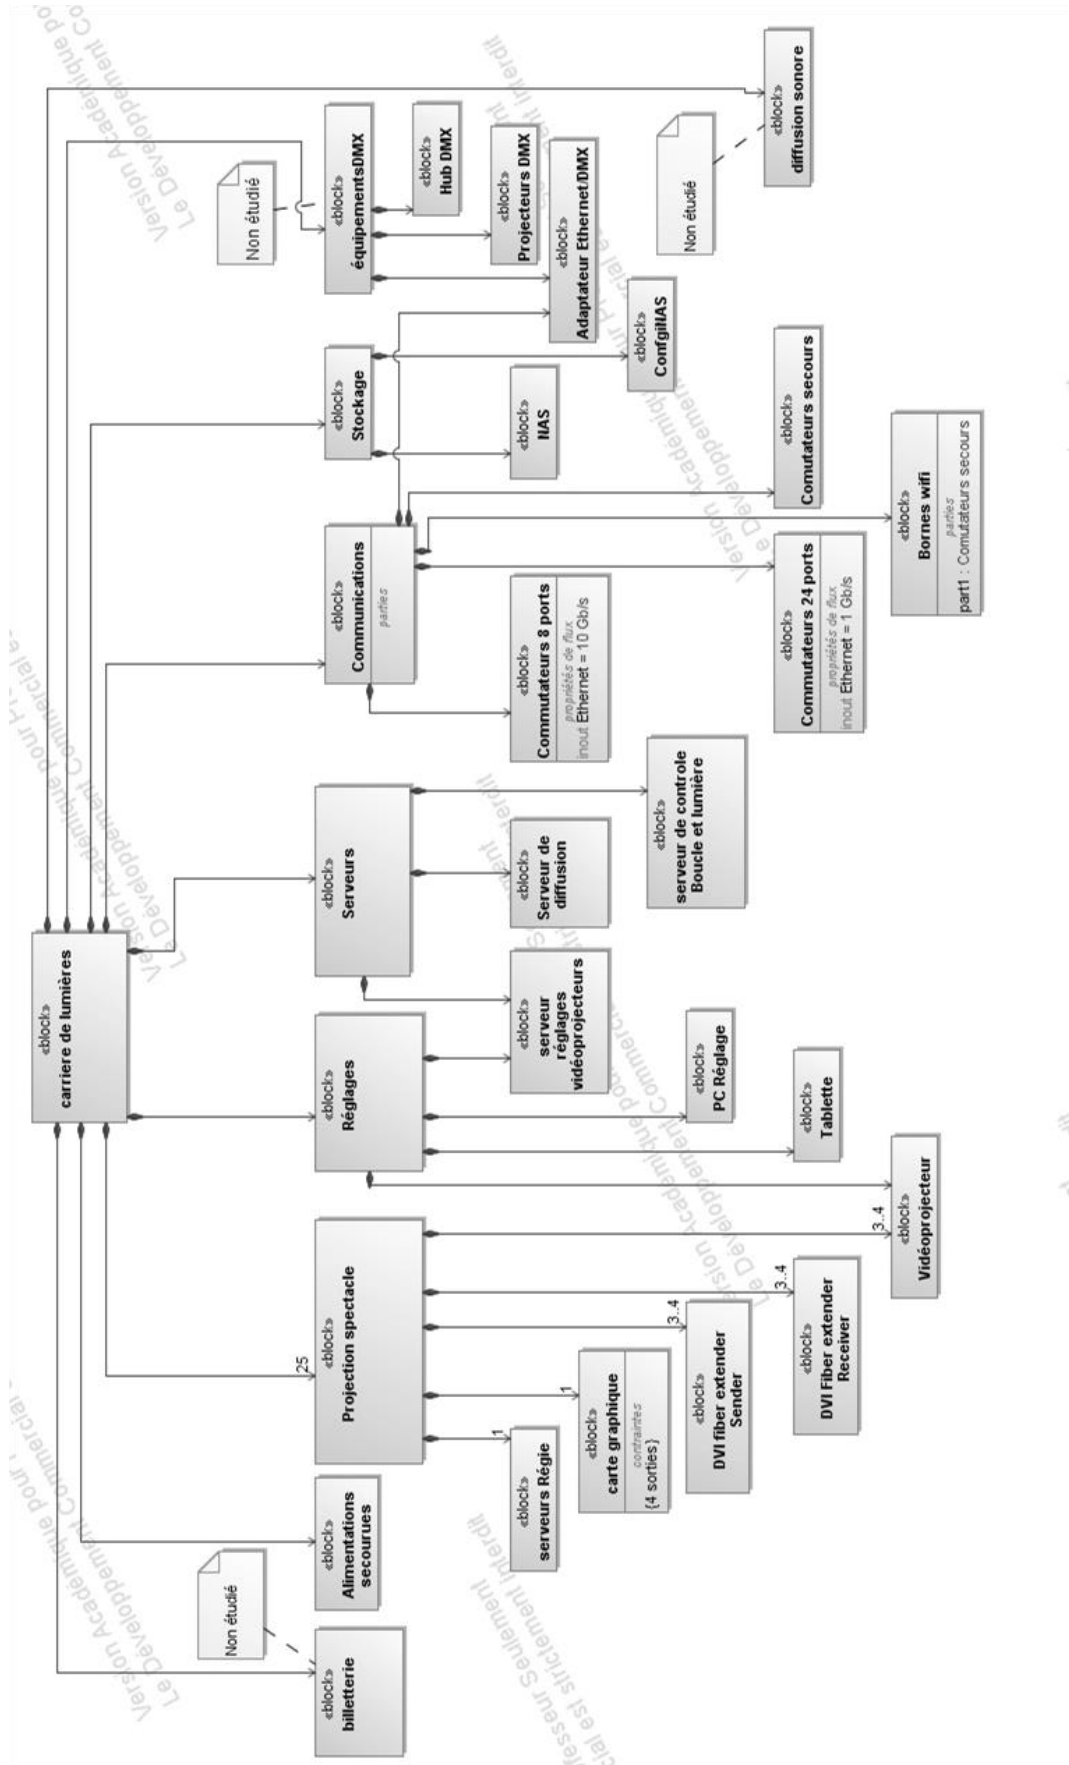 «block»
carriere de lumières
«block»
billetterie
Non étudié
«block»
Alimentations
secourues
25
«block»
Projection spectacle
1
«block»
serveurs Régie
1
«block»
carte graphique
contraintes
{4 sorties}
3..4
«block»
DVI fiber extender
Sender
3..4
«block»
DVI Fiber extender
Receiver
3..4
«block»
Vidéoprojecteur
«block»
Réglages
«block»
serveur
réglages
vidéoprojecteurs
«block»
PC Réglage
«block»
Tablette
«block»
Serveurs
«block»
Serveur de
diffusion
«block»
serveur de controle
Boucle et lumière
«block»
Communications
parties
«block»
Commutateurs 8 ports
propriétés de flux
inout Ethernet = 10 Gb/s
«block»
Commutateurs 24 ports
propriétés de flux
inout Ethernet = 1 Gb/s
«block»
Bornes wifi
parties
part1 : Comutateurs secours
«block»
Comutateurs secours
«block»
Stockage
«block»
NAS
«block»
ConfgiNAS
«block»
équipementsDMX
Non étudié
«block»
Hub DMX
«block»
Projecteurs DMX
«block»
Adaptateur Ethernet/DMX
«block»
diffusion sonore
Non étudié